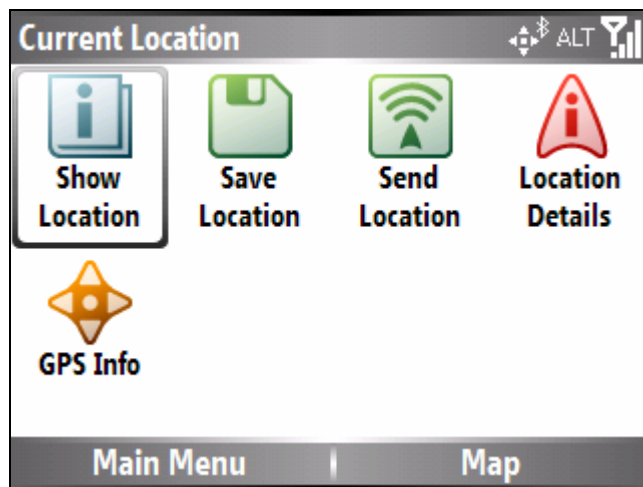 Current Location ALT
Show Location
Save Location
Send Location
Location Details
GPS Info
Main Menu Map